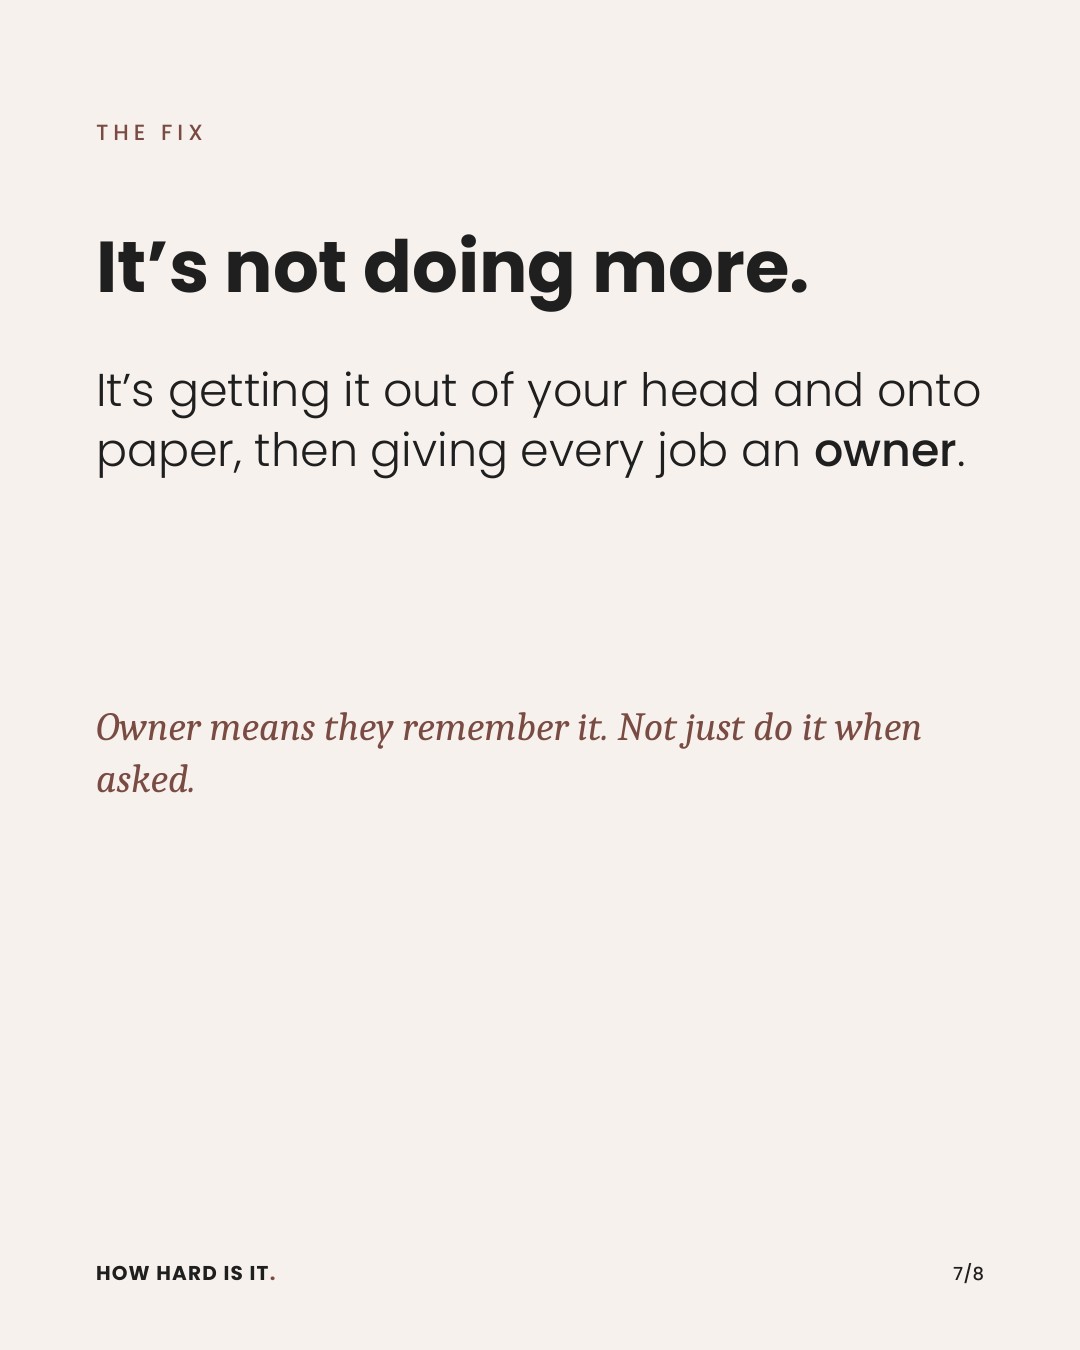 THE FIX
It’s not doing more.
It’s getting it out of your head and onto
paper, then giving every job an owner.
Owner means they remember it. Not just do it when
asked.
HOW HARD IS IT.
7/8